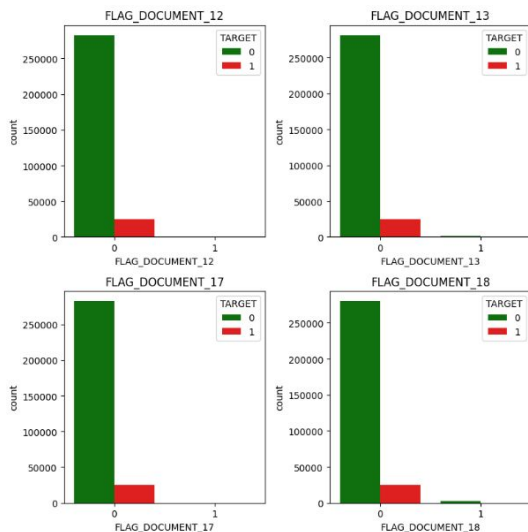 FLAG_DOCUMENT_12
TARGET
0
1
250000
200000
150000
100000
50000
0
count
0
1
FLAG_DOCUMENT_12
FLAG_DOCUMENT_13
TARGET
0
1
250000
200000
150000
100000
50000
0
count
0
1
FLAG_DOCUMENT_13
FLAG_DOCUMENT_17
TARGET
0
1
250000
200000
150000
100000
50000
0
count
0
1
FLAG_DOCUMENT_17
FLAG_DOCUMENT_18
TARGET
0
1
250000
200000
150000
100000
50000
0
count
0
1
FLAG_DOCUMENT_18